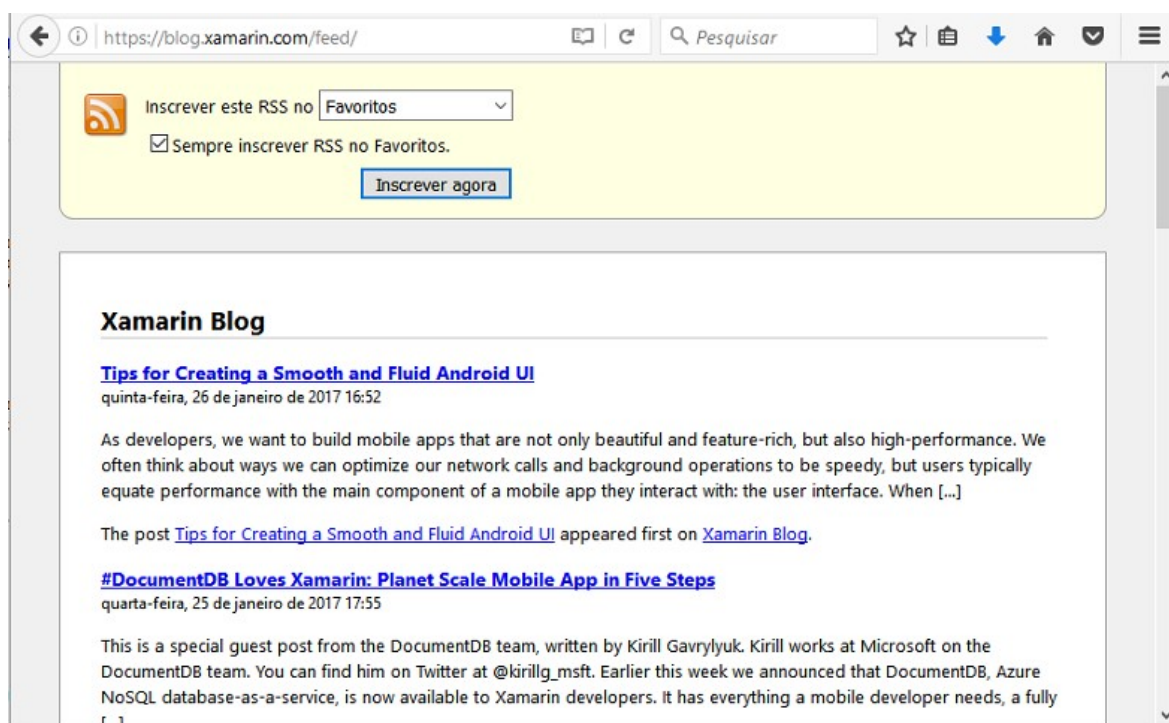 https://blog.xamarin.com/feed/
Pesquisar
Inscrever este RSS no Favoritos
Sempre inscrever RSS no Favoritos.
Inscrever agora
Xamarin Blog
Tips for Creating a Smooth and Fluid Android UI
quinta-feira, 26 de janeiro de 2017 16:52
As developers, we want to build mobile apps that are not only beautiful and feature-rich, but also high-performance. We
often think about ways we can optimize our network calls and background operations to be speedy, but users typically
equate performance with the main component of a mobile app they interact with: the user interface. When [...]
The post Tips for Creating a Smooth and Fluid Android UI appeared first on Xamarin Blog.
#DocumentDB Loves Xamarin: Planet Scale Mobile App in Five Steps
quarta-feira, 25 de janeiro de 2017 17:55
This is a special guest post from the DocumentDB team, written by Kirill Gavrylyuk. Kirill works at Microsoft on the
DocumentDB team. You can find him on Twitter at @kirillg_msft. Earlier this week we announced that DocumentDB, Azure
NoSQL database-as-a-service, is now available to Xamarin developers. It has everything a mobile developer needs, a fully
[...]